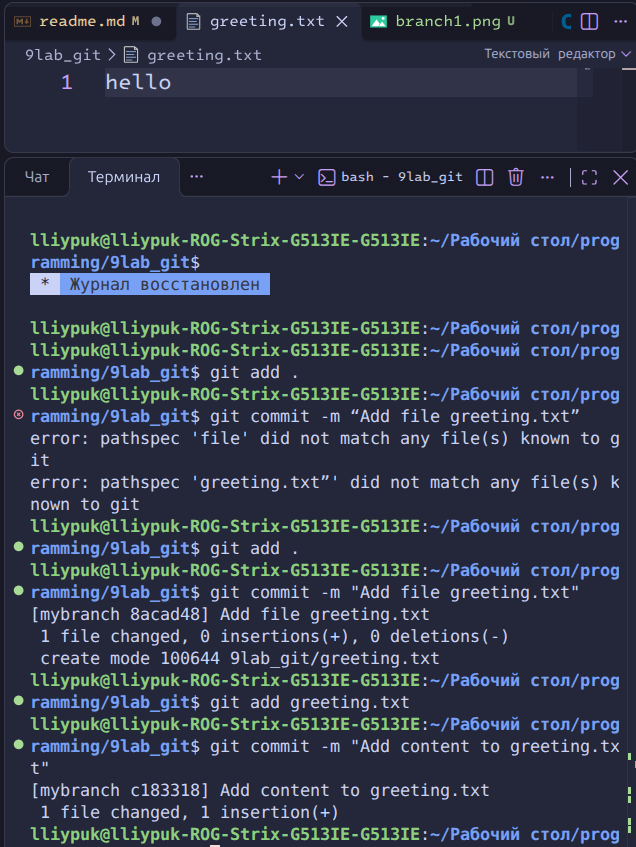 readme.md M
greeting.txt
branch1.png U
9lab_git > greeting.txt
Текстовый редактор
1 hello
Чат
Терминал
bash - 9lab_git
lliypuk@lliypuk-ROG-Strix-G513IE-G513IE:~/Рабочий стол/prog
ramming/9lab_git$
* Журнал восстановлен
lliypuk@lliypuk-ROG-Strix-G513IE-G513IE:~/Рабочий стол/prog
lliypuk@lliypuk-ROG-Strix-G513IE-G513IE:~/Рабочий стол/prog
ramming/9lab_git$ git add .
lliypuk@lliypuk-ROG-Strix-G513IE-G513IE:~/Рабочий стол/prog
ramming/9lab_git$ git commit -m “Add file greeting.txt”
error: pathspec 'file' did not match any file(s) known to g
it
error: pathspec 'greeting.txt”' did not match any file(s) k
nown to git
lliypuk@lliypuk-ROG-Strix-G513IE-G513IE:~/Рабочий стол/prog
ramming/9lab_git$ git add .
lliypuk@lliypuk-ROG-Strix-G513IE-G513IE:~/Рабочий стол/prog
ramming/9lab_git$ git commit -m "Add file greeting.txt"
[mybranch 8acad48] Add file greeting.txt
1 file changed, 0 insertions(+), 0 deletions(-)
create mode 100644 9lab_git/greeting.txt
lliypuk@lliypuk-ROG-Strix-G513IE-G513IE:~/Рабочий стол/prog
ramming/9lab_git$ git add greeting.txt
lliypuk@lliypuk-ROG-Strix-G513IE-G513IE:~/Рабочий стол/prog
ramming/9lab_git$ git commit -m "Add content to greeting.tx
t"
[mybranch c183318] Add content to greeting.txt
1 file changed, 1 insertion(+)
lliypuk@lliypuk-ROG-Strix-G513IE-G513IE:~/Рабочий стол/prog